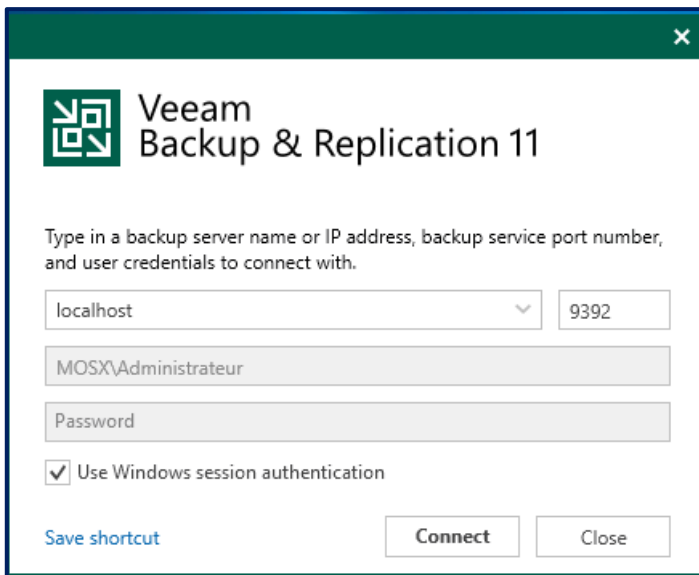 Veeam
Backup & Replication 11
Type in a backup server name or IP address, backup service port number,
and user credentials to connect with.
localhost 9392
MOSX\Administrateur
Password
Use Windows session authentication
Save shortcut Connect Close